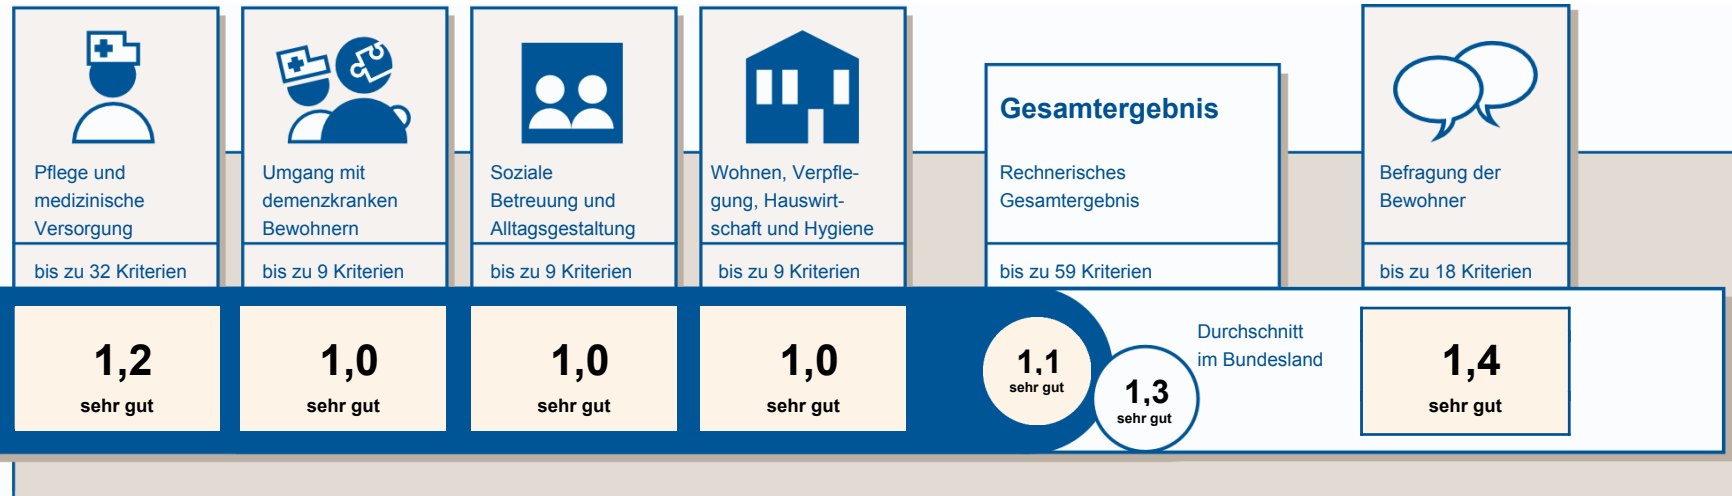 Pflege und
medizinische
Versorgung
bis zu 32 Kriterien
1,2
sehr gut
Umgang mit
demenzkranken
Bewohnern
bis zu 9 Kriterien
1,0
sehr gut
Soziale
Betreuung und
Alltagsgestaltung
bis zu 9 Kriterien
1,0
sehr gut
Wohnen, Verpfle-
gung, Hauswirt-
schaft und Hygiene
bis zu 9 Kriterien
1,0
sehr gut
Gesamtergebnis
Rechnerisches
Gesamtergebnis
bis zu 59 Kriterien
1,1
sehr gut
1,3
sehr gut
Durchschnitt
im Bundesland
Befragung der
Bewohner
bis zu 18 Kriterien
1,4
sehr gut